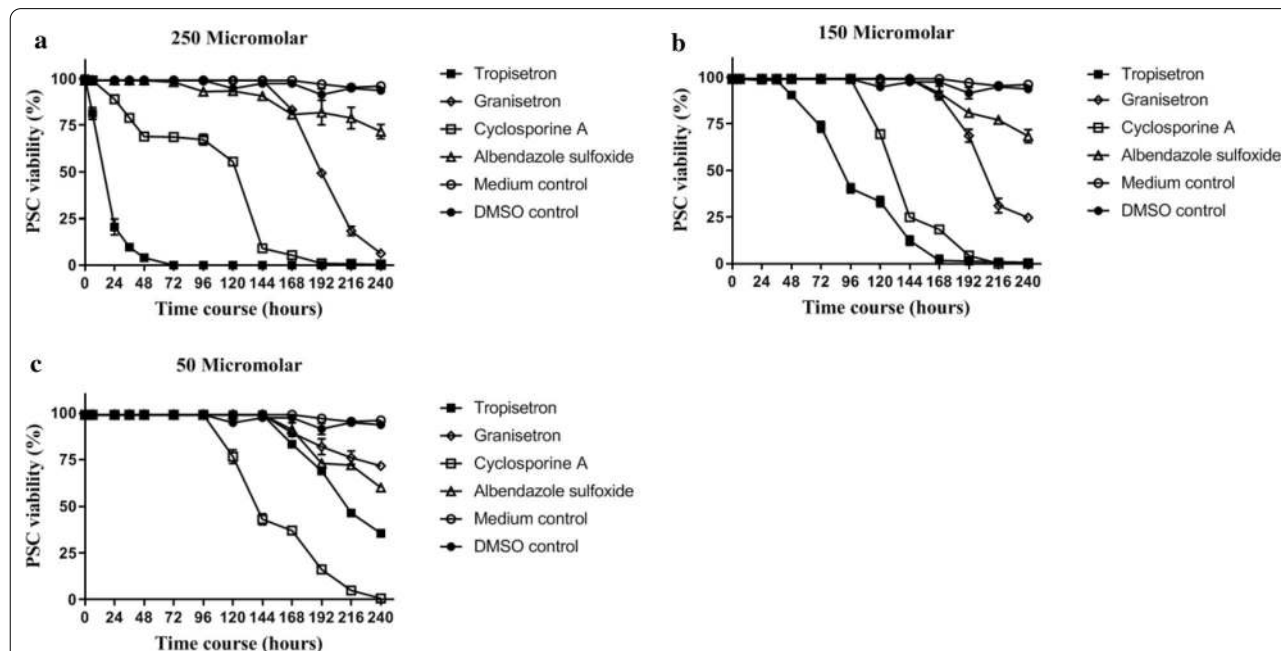 a
250 Micromolar
PSC viability (%)
100
75
50
25
0
0 24 48 72 96 120 144 168 192 216 240
Time course (hours)
Tropisetron
Granisetron
Cyclosporine A
Albendazole sulfoxide
Medium control
DMSO control
b
150 Micromolar
PSC viability (%)
100
75
50
25
0
0 24 48 72 96 120 144 168 192 216 240
Time course (hours)
Tropisetron
Granisetron
Cyclosporine A
Albendazole sulfoxide
Medium control
DMSO control
c
50 Micromolar
PSC viability (%)
100
75
50
25
0
0 24 48 72 96 120 144 168 192 216 240
Time course (hours)
Tropisetron
Granisetron
Cyclosporine A
Albendazole sulfoxide
Medium control
DMSO control